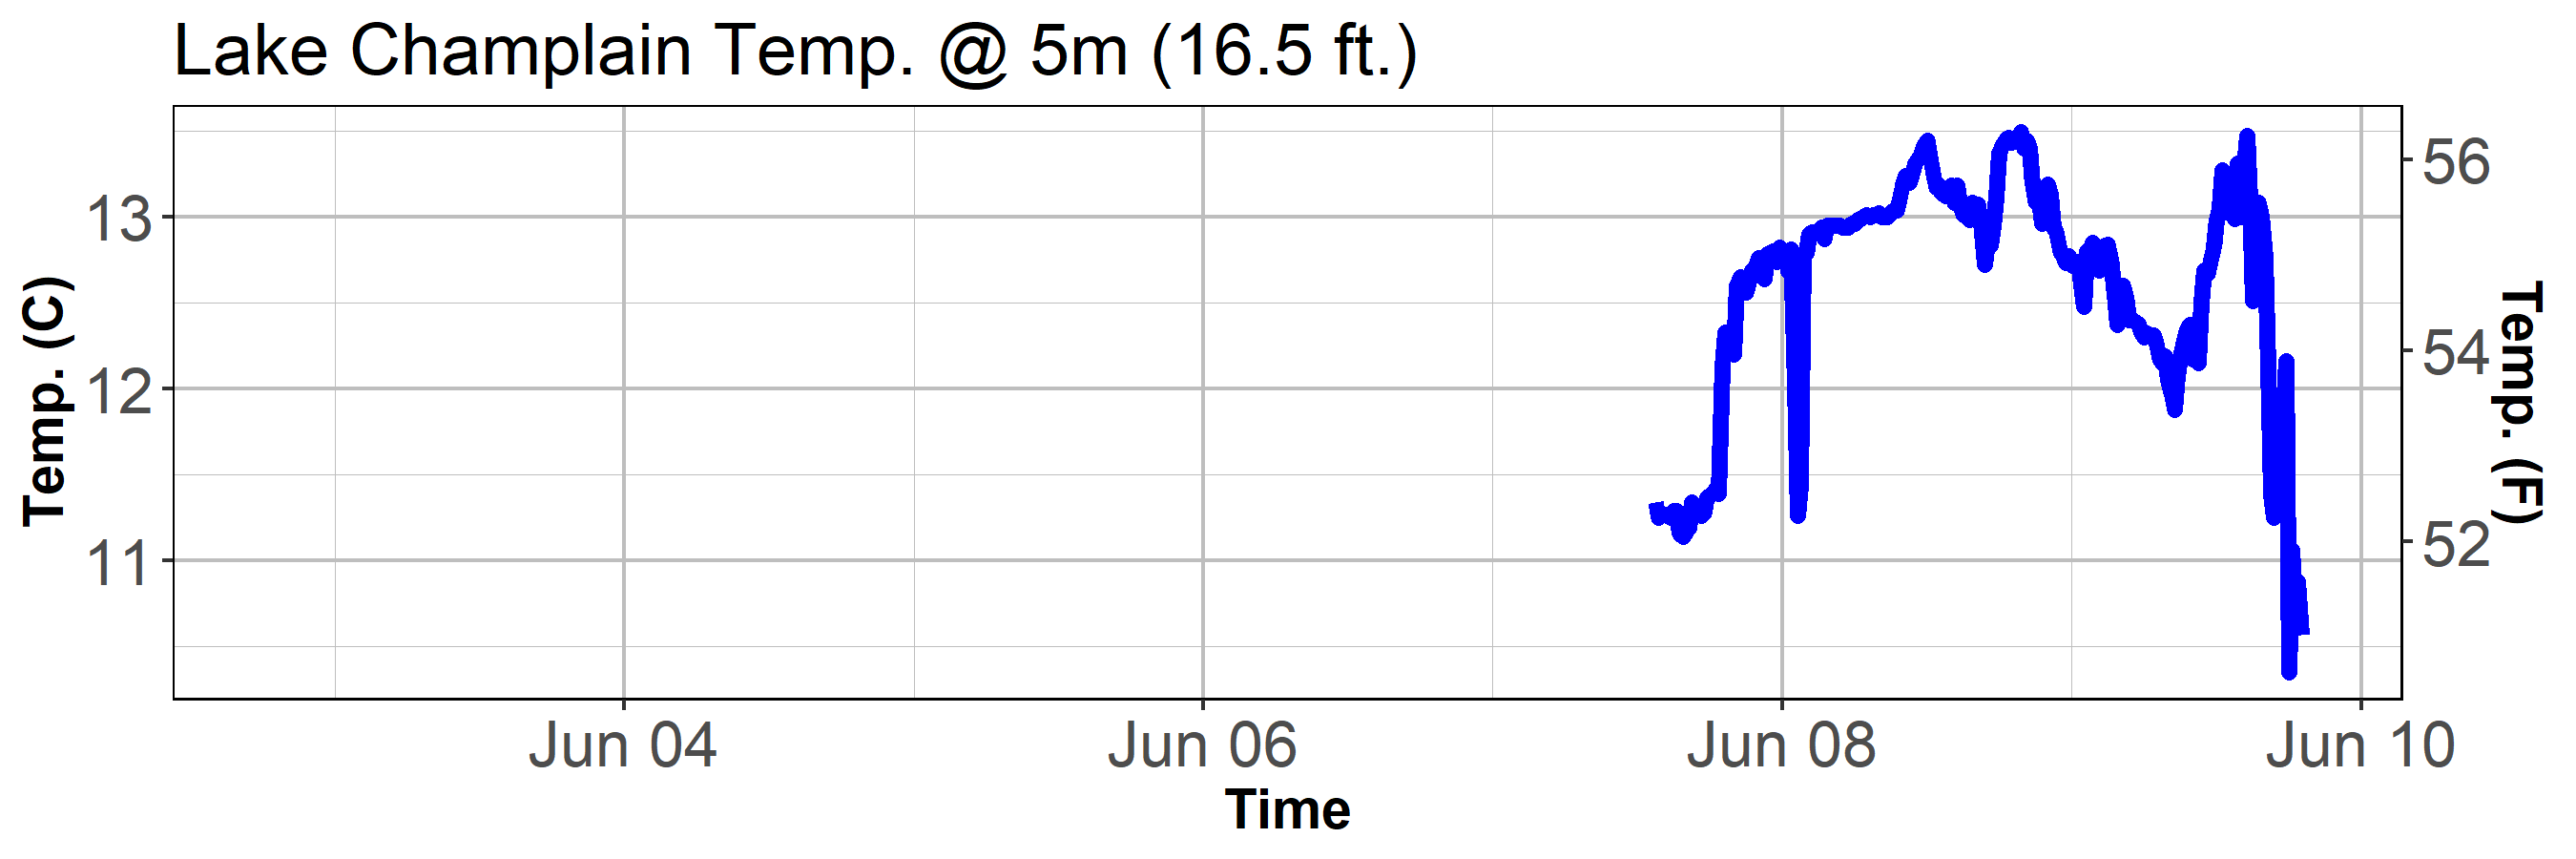 Lake Champlain Temp. @ 5m (16.5 ft.)
Temp. (C)
13
12
11
56
54
52
Temp. (F)
Jun 04 Jun 06 Jun 08 Jun 10
Time